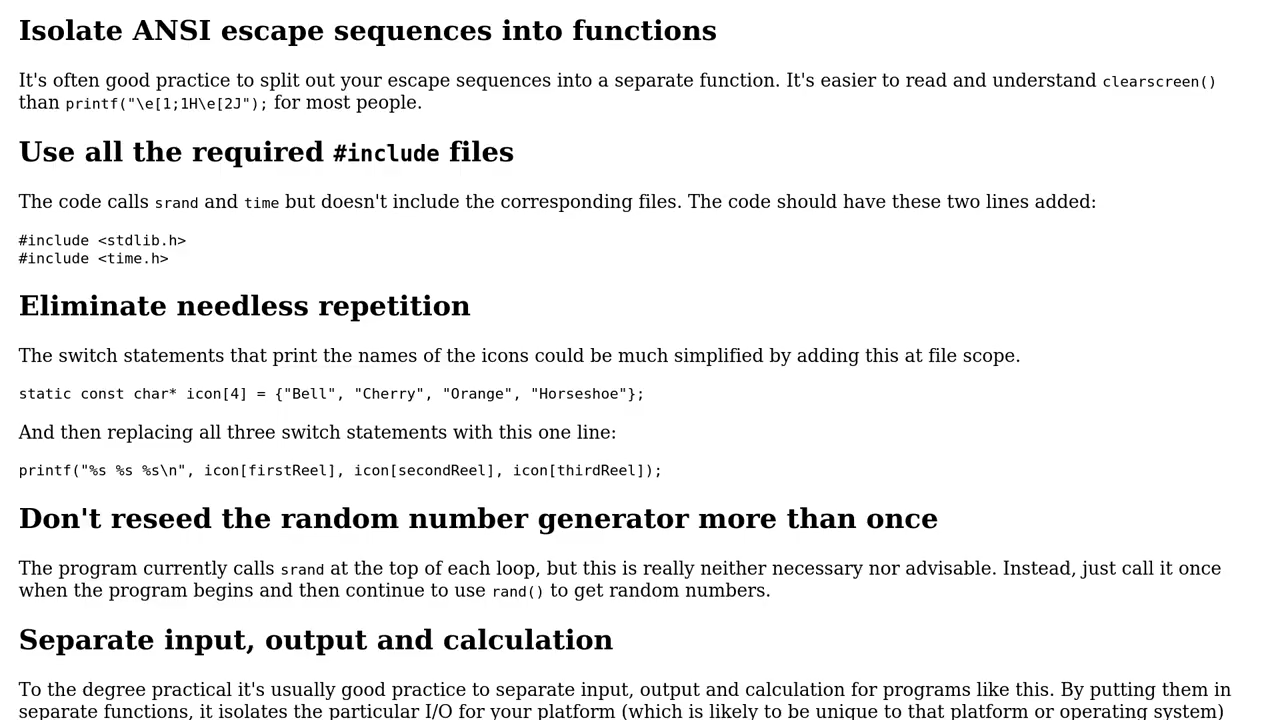 Isolate ANSI escape sequences into functions
It's often good practice to split out your escape sequences into a separate function. It's easier to read and understand clearscreen()
than printf("\e[1;1H\e[2J"); for most people.
Use all the required #include files
The code calls srand and time but doesn't include the corresponding files. The code should have these two lines added:
#include <stdlib.h>
#include <time.h>
Eliminate needless repetition
The switch statements that print the names of the icons could be much simplified by adding this at file scope.
static const char* icon[4] = {"Bell", "Cherry", "Orange", "Horseshoe"};
And then replacing all three switch statements with this one line:
printf("%s %s %s\n", icon[firstReel], icon[secondReel], icon[thirdReel]);
Don't reseed the random number generator more than once
The program currently calls srand at the top of each loop, but this is really neither necessary nor advisable. Instead, just call it once
when the program begins and then continue to use rand() to get random numbers.
Separate input, output and calculation
To the degree practical it's usually good practice to separate input, output and calculation for programs like this. By putting them in
separate functions, it isolates the particular I/O for your platform (which is likely to be unique to that platform or operating system)